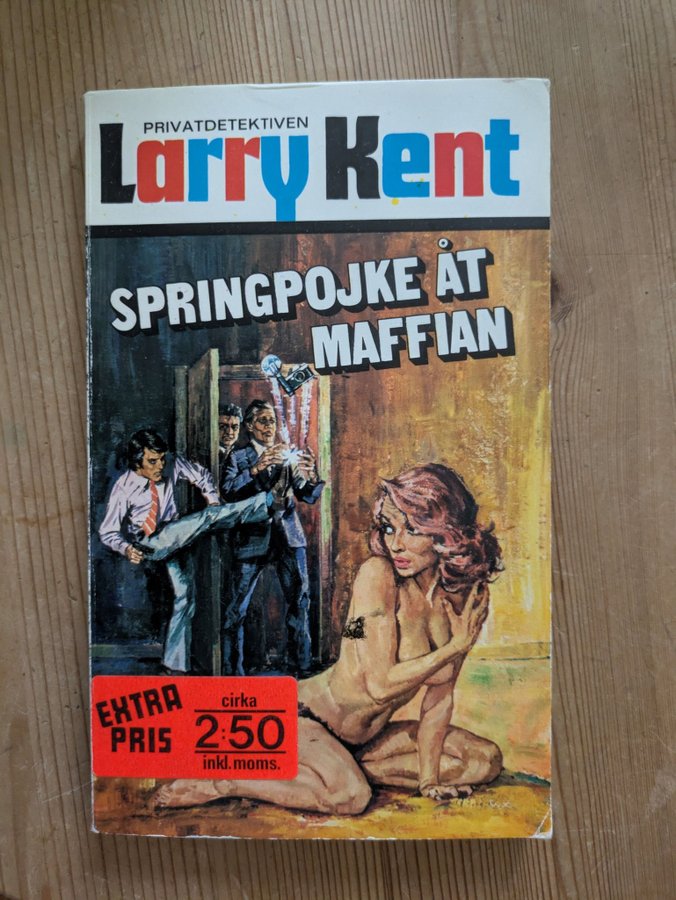 PRIVATDETEKTIVEN
Larry Kent
SPRINGPOJKE ÅT
MAFFIAN
EXTRA
PRIS
cirka
2:50
inkl.moms.